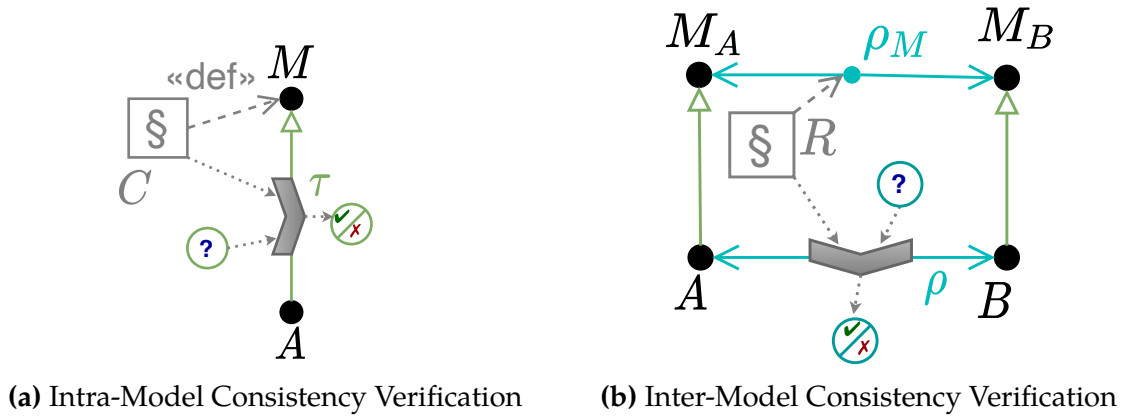 M
«def»
§
C
τ
?
✓
✗
A
M_A
ρ_M
M_B
§
R
?
A
ρ
B
✓
✗
(a) Intra-Model Consistency Verification
(b) Inter-Model Consistency Verification